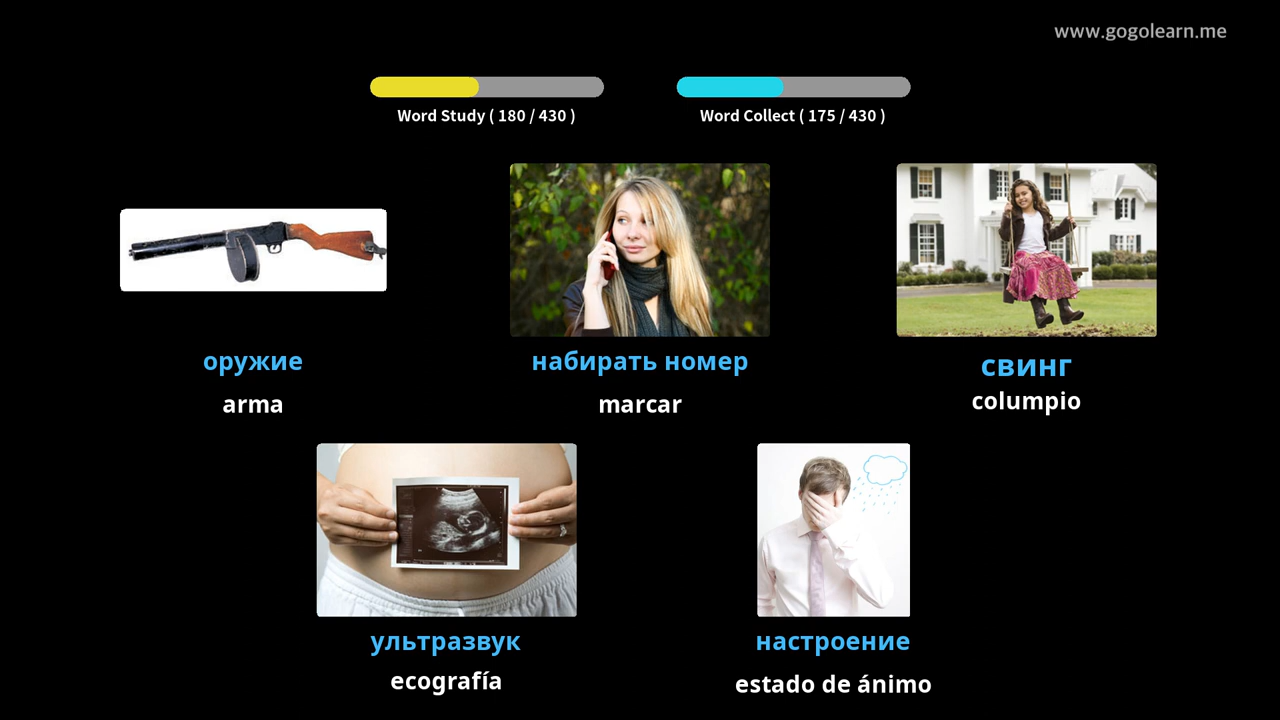 www.gogolearn.me
Word Study ( 180 / 430 )
Word Collect ( 175 / 430 )
оружие
arma
набирать номер
marcar
свинг
columpio
ультразвук
ecografía
настроение
estado de ánimo